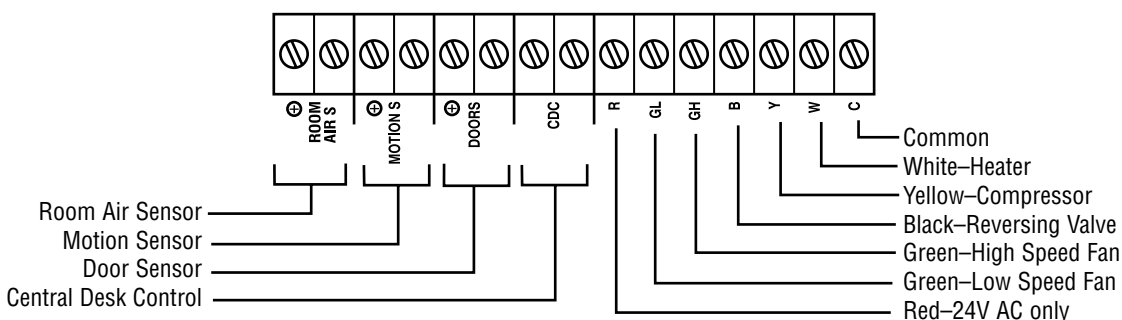 ROOM
AIR S
MOTION S
DOORS
CDC
R
GL
GH
B
Y
W
C
Room Air Sensor
Motion Sensor
Door Sensor
Central Desk Control
Common
White–Heater
Yellow–Compressor
Black–Reversing Valve
Green–High Speed Fan
Green–Low Speed Fan
Red–24V AC only